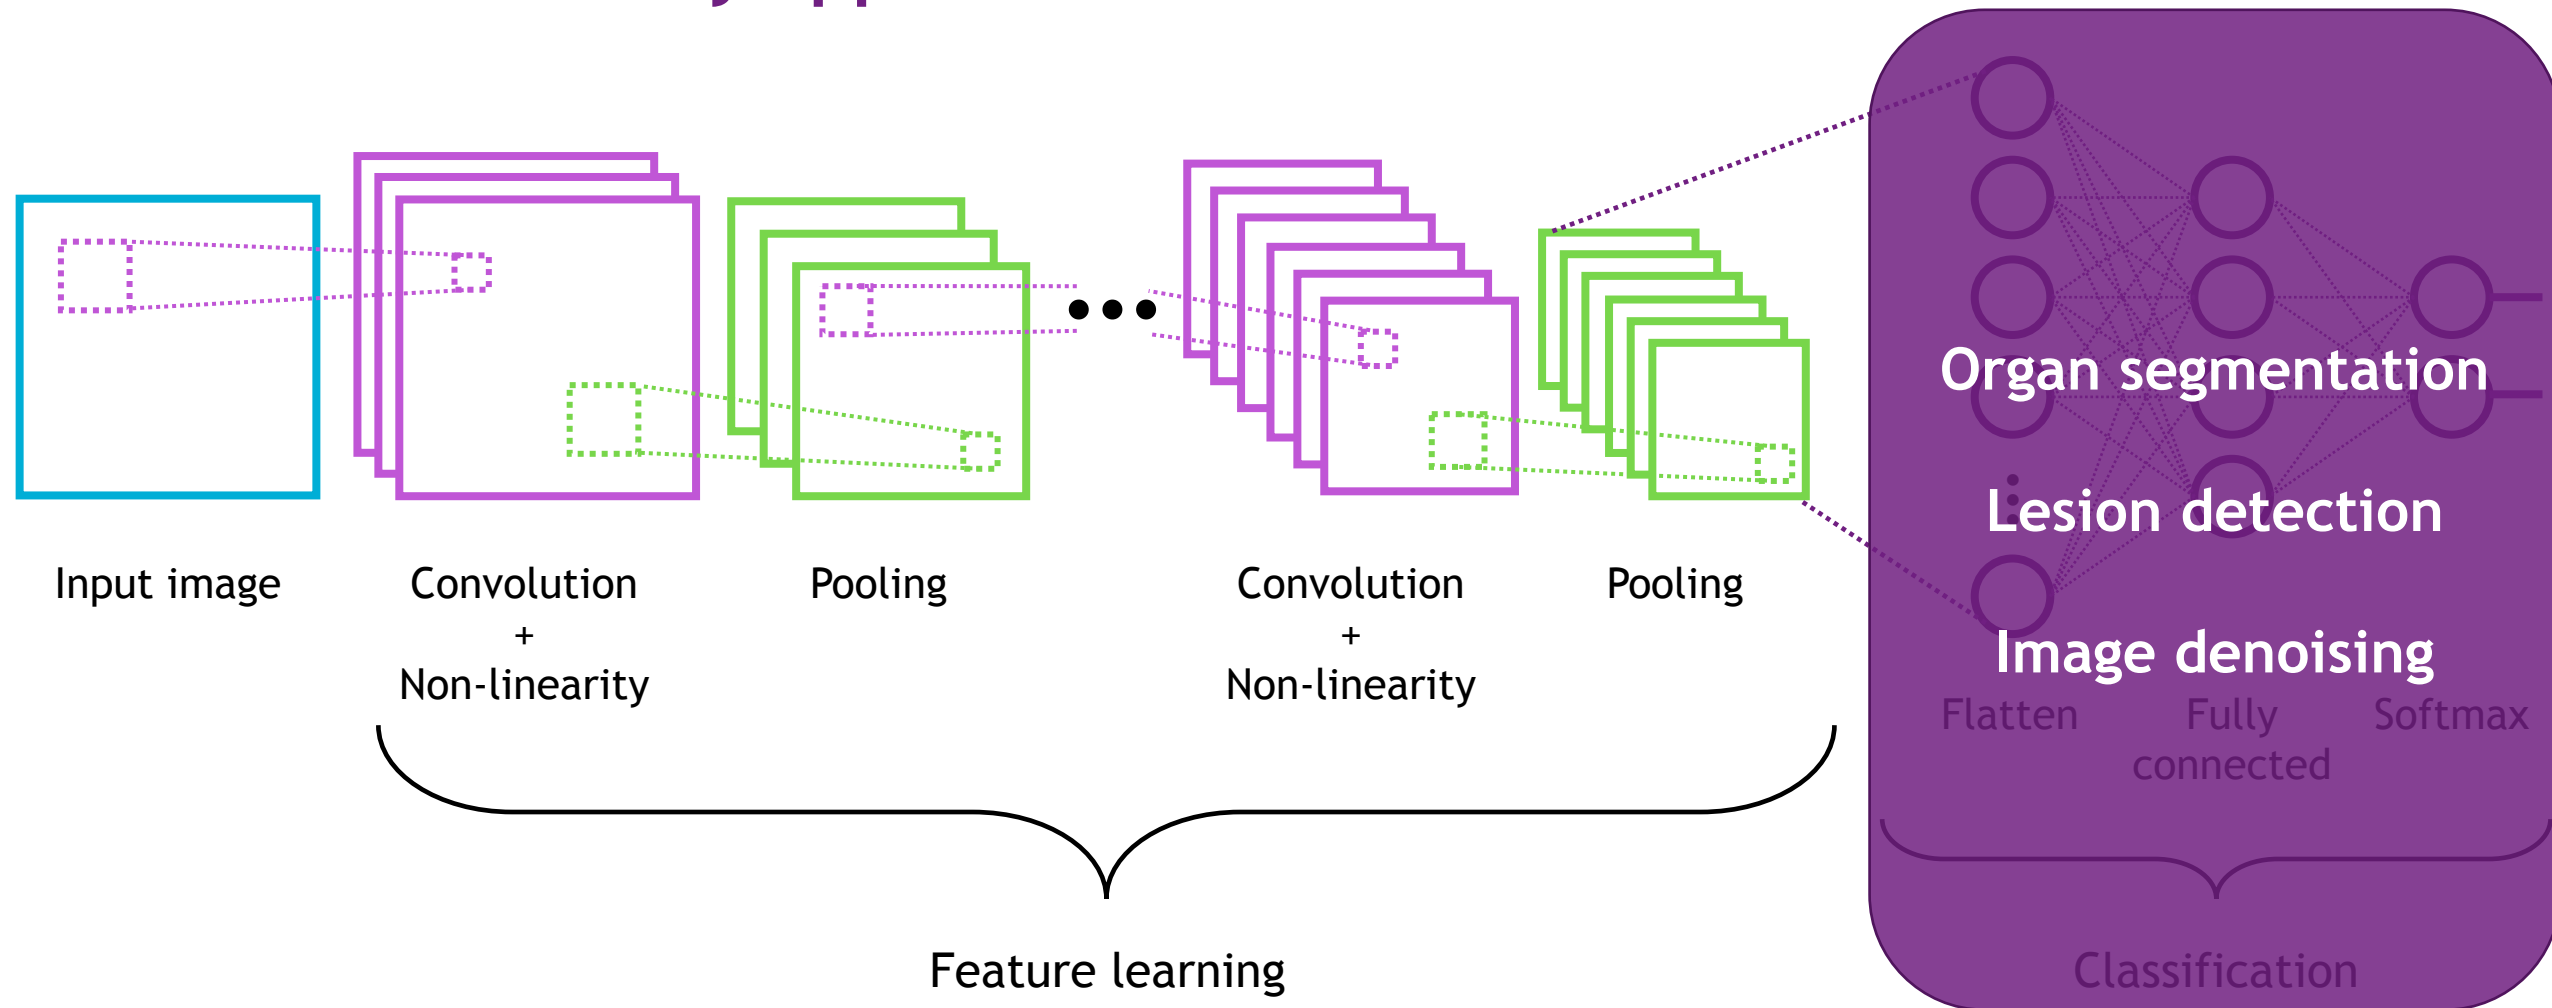 Organ segmentation
Lesion detection
Image denoising
Input image
Convolution
+
Non-linearity
Pooling
Convolution
+
Non-linearity
Pooling
Flatten
Fully
connected
Softmax
Feature learning
Classification